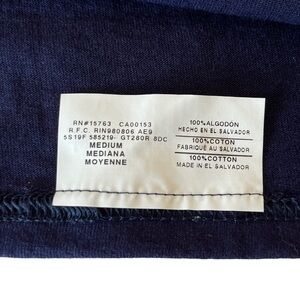 RN#15763 CA00153
R.F.C. RIN980806 AE9
5S19F 585219- GT280R 8DC
MEDIUM
MEDIANA
MOYENNE
100%ALGODÓN
HECHO EN EL SALVADOR
100%COTON
FABRIQUÉ AU SALVADOR
100%COTTON
MADE IN EL SALVADOR